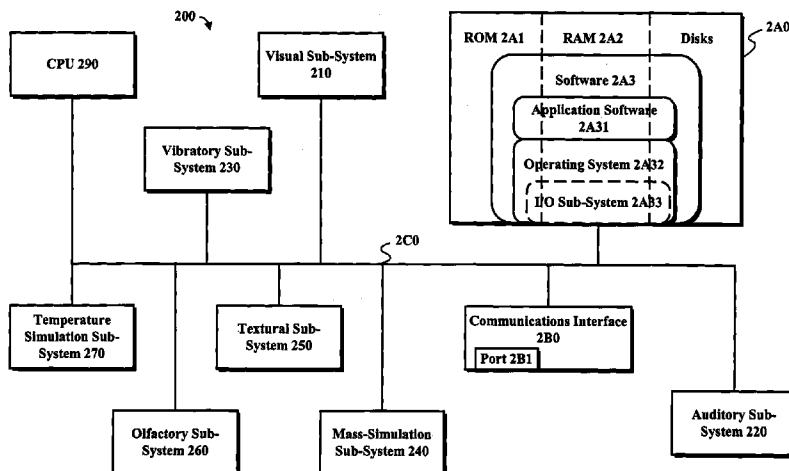 200
2A0
CPU 290
Visual Sub-
System 210
ROM 2A1
RAM 2A2
Disks
Software 2A3
Application Software
2A31
Operating System 2A32
I/O Sub-System 2A33
Vibratory Sub-
System 230
2C0
Temperature
Simulation Sub-
System 270
Textural Sub-
System 250
Communications Interface
2B0
Port 2B1
Olfactory Sub-
System 260
Mass-Simulation
Sub-System 240
Auditory Sub-
System 220